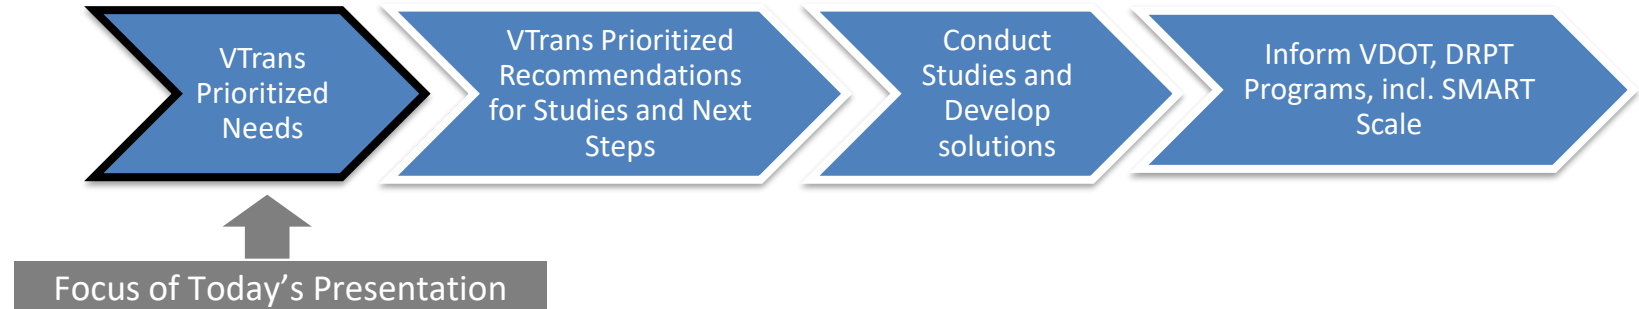 VTrans
Prioritized
Needs
VTrans Prioritized
Recommendations
for Studies and Next
Steps
Conduct
Studies and
Develop
solutions
Inform VDOT, DRPT
Programs, incl. SMART
Scale
Focus of Today’s Presentation